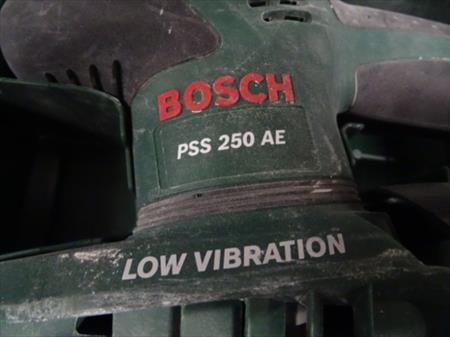 BOSCH
PSS 250 AE
LOW VIBRATION